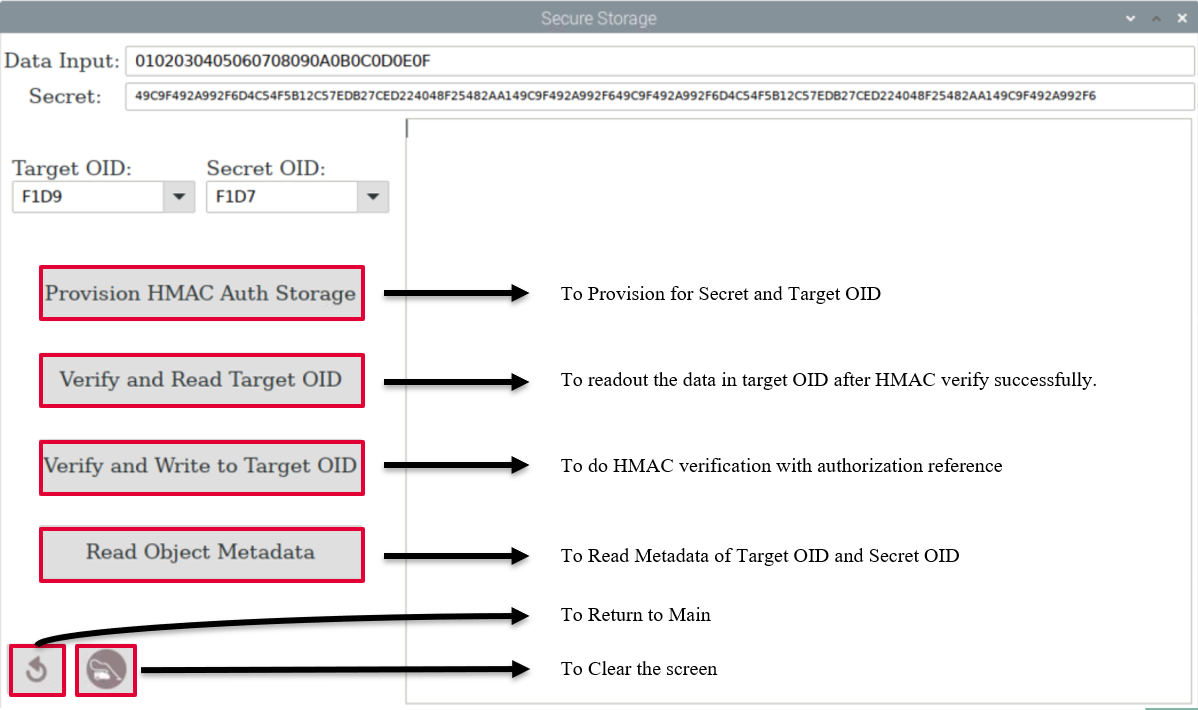 Secure Storage
Data Input: 0102030405060708090A0B0C0D0E0F
Secret: 49C9F492A992F6D4C54F5B12C57EDB27CED224048F25482AA149C9F492A992F649C9F492A992F6D4C54F5B12C57EDB27CED224048F25482AA149C9F492A992F6
Target OID: Secret OID:
F1D9 F1D7
Provision HMAC Auth Storage To Provision for Secret and Target OID
Verify and Read Target OID To readout the data in target OID after HMAC verify successfully.
Verify and Write to Target OID To do HMAC verification with authorization reference
Read Object Metadata To Read Metadata of Target OID and Secret OID
To Return to Main
To Clear the screen